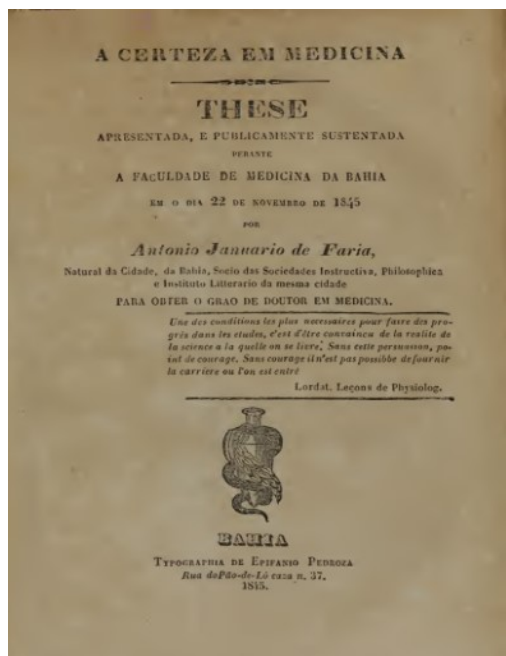 A CERTEZA EM MEDICINA
THESE
APRESENTADA, E PUBLICAMENTE SUSTENTADA
PERANTE
A FACULDADE DE MEDICINA DA BAHIA
EM O DIA 22 DE NOVEMBRO DE 1845
POR
Antonio Januario de Faria,
Natural da Cidade, da Bahia, Socio das Sociedades Instructiva, Philosophica
e Instituto Litterario da mesma cidade
PARA OBTER O GRAO DE DOUTOR EM MEDICINA.
Une des conditions les plus necessaires pour faire des pro-
grès dans les etudes, c'est d'être convaincu de la realite de
la science a la quelle on se livre. Sans cette persuasion, po-
int de courage. Sans courage il n'est pas possibbe de fournir
la carriere ou l'on est entré
Lordat. Leçons de Physiolog.
BAHIA
TYPOGRAPHIA DE EPIFANIO PEDROZA
Rua do Pão-de-Ló caza n. 37.
1845.